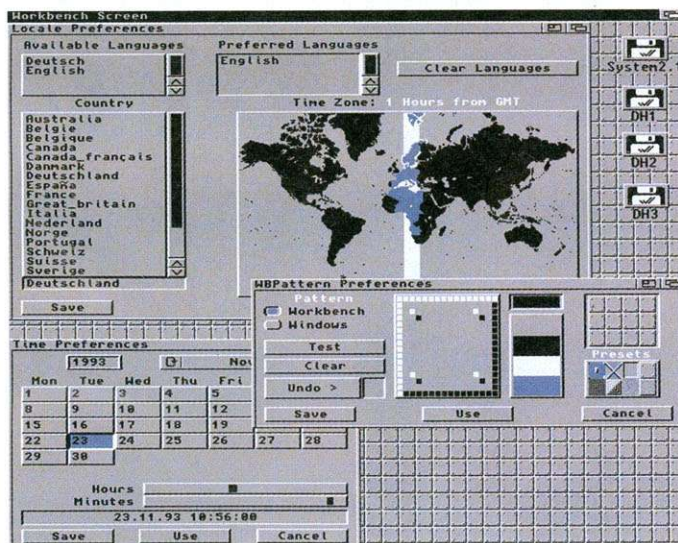 Workbench Screen
Locale Preferences
Available Languages
Deutsch
English
Preferred Languages
English
Clear Languages
Country
Australia
Belgie
Belgique
Canada
Canada_français
Danmark
Deutschland
España
France
Great_britain
Italia
Nederland
Norge
Portugal
Schweiz
Suisse
Sverige
Deutschland
Save
Time Zone: 1 Hours from GMT
System2.1
DH1
DH2
DH3
WBPattern Preferences
Pattern
Workbench
Windows
Test
Clear
Undo >
Presets
Save
Use
Cancel
Time Preferences
1993
Nov
Mon Tue Wed Thu Fri
1 2 3 4 5
8 9 10 11 12
15 16 17 18 19
22 23 24 25 26 27 28
29 30
Hours
Minutes
23.11.93 10:56:00
Save
Use
Cancel